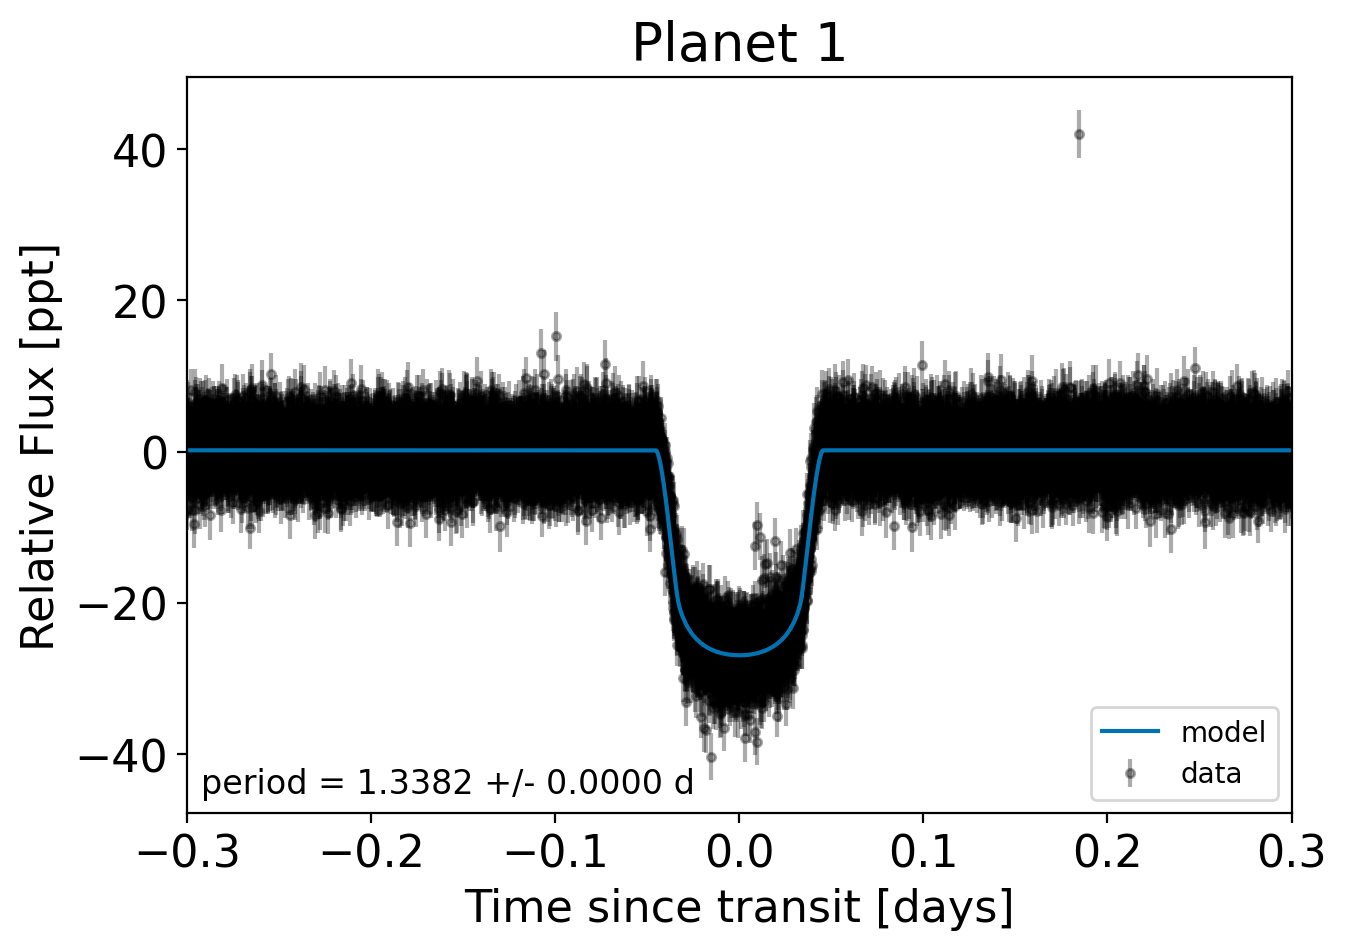 Planet 1
Relative Flux [ppt]
40
20
0
−20
−40
period = 1.3382 +/- 0.0000 d
model
data
−0.3 −0.2 −0.1 0.0 0.1 0.2 0.3
Time since transit [days]